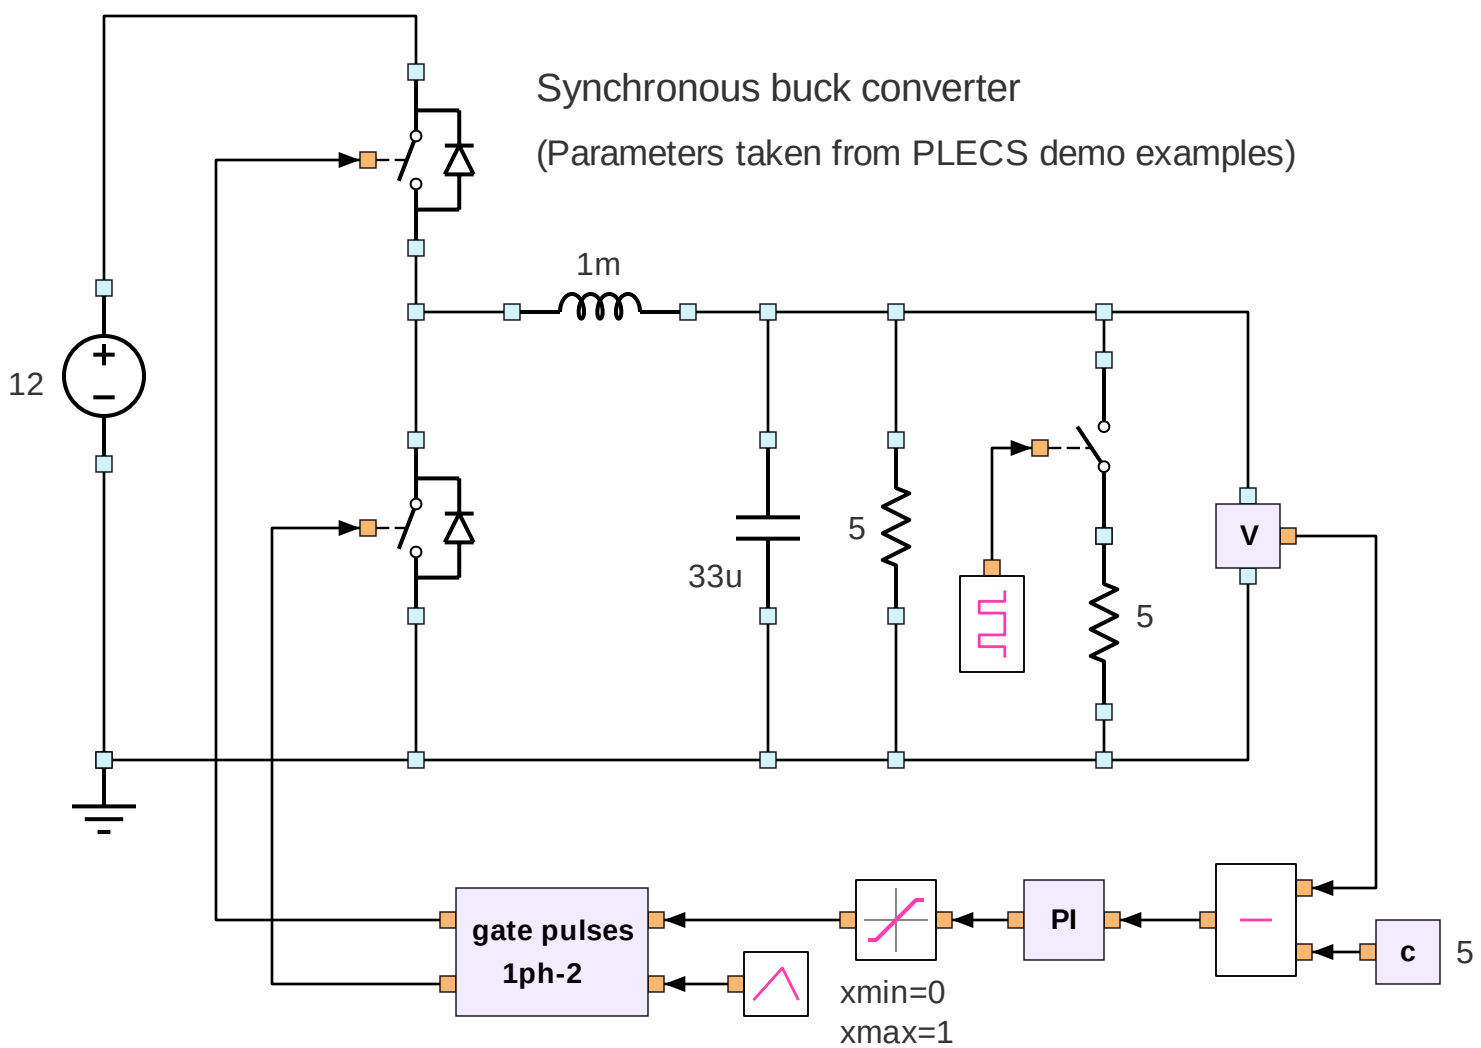 Synchronous buck converter
(Parameters taken from PLECS demo examples)
1m
12
+
−
V
5
33u
5
gate pulses
1ph-2
PI
c
5
xmin=0
xmax=1